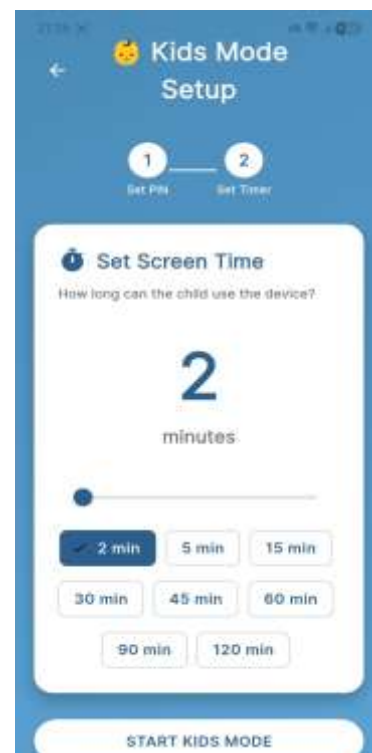 👶 Kids Mode
Setup
1 2
Set PIN Set Timer
Set Screen Time
How long can the child use the device?
2
minutes
✓ 2 min 5 min 15 min
30 min 45 min 60 min
90 min 120 min
START KIDS MODE